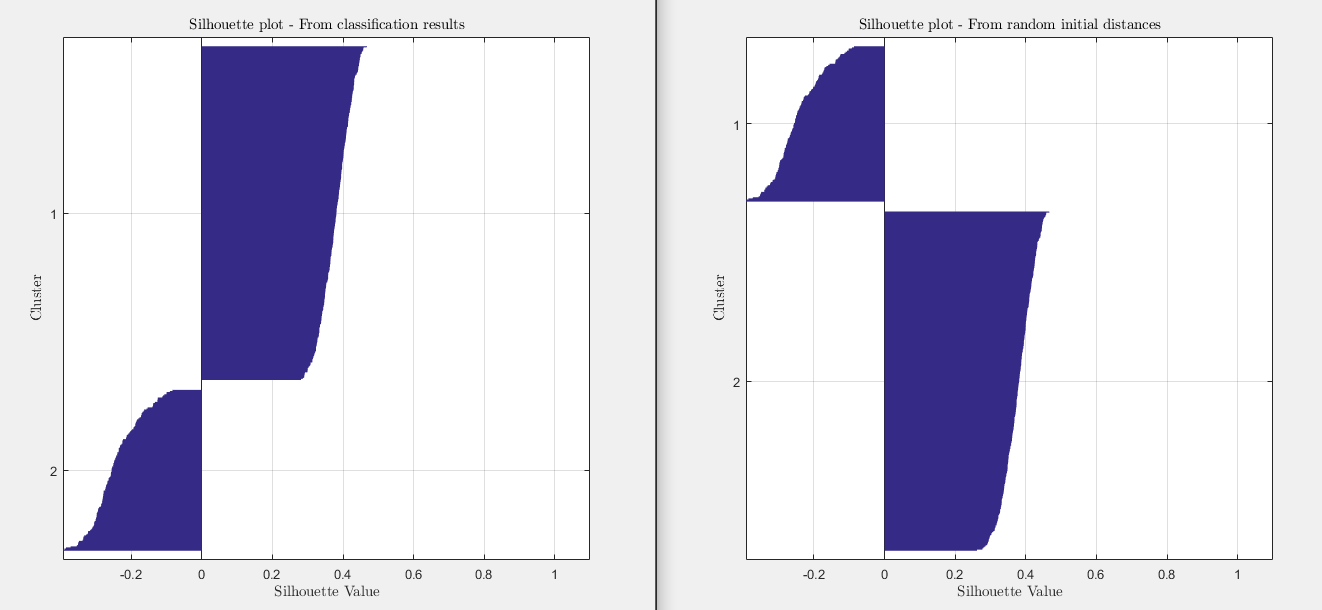 Silhouette plot - From classification results
1
2
Cluster
-0.2 0 0.2 0.4 0.6 0.8 1
Silhouette Value
Silhouette plot - From random initial distances
1
2
Cluster
-0.2 0 0.2 0.4 0.6 0.8 1
Silhouette Value